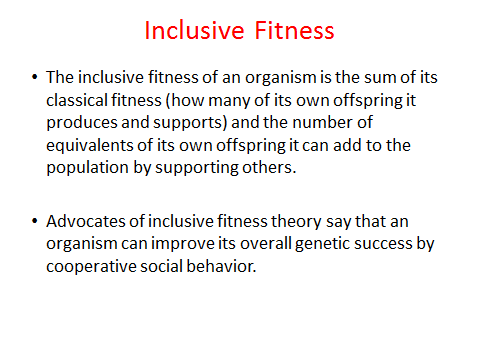 Inclusive Fitness
• The inclusive fitness of an organism is the sum of its
classical fitness (how many of its own offspring it
produces and supports) and the number of
equivalents of its own offspring it can add to the
population by supporting others.
• Advocates of inclusive fitness theory say that an
organism can improve its overall genetic success by
cooperative social behavior.